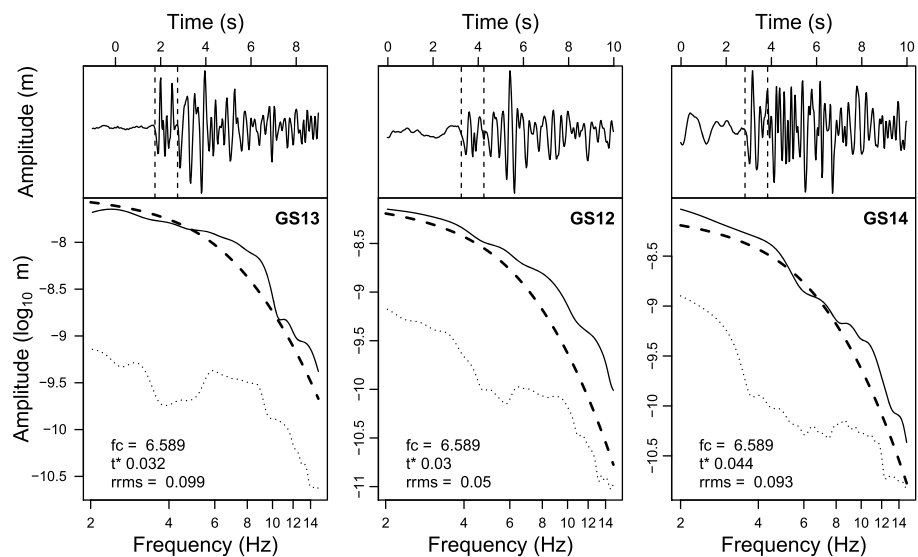 Time (s) Time (s) Time (s)
0 2 4 6 8 0 2 4 6 8 10 0 2 4 6 8 10
Amplitude (m)
GS13 GS12 GS14
Amplitude (log10 m)
−8 −8.5 −9 −9.5 −10 −10.5
−8.5 −9 −9.5 −10 −10.5 −11
−8.5 −9 −9.5 −10 −10.5
fc = 6.589 fc = 6.589 fc = 6.589
t* 0.032 t* 0.03 t* 0.044
rrms = 0.099 rrms = 0.05 rrms = 0.093
2 4 6 8 10 12 14 2 4 6 8 10 12 14 2 4 6 8 10 12 14
Frequency (Hz) Frequency (Hz) Frequency (Hz)